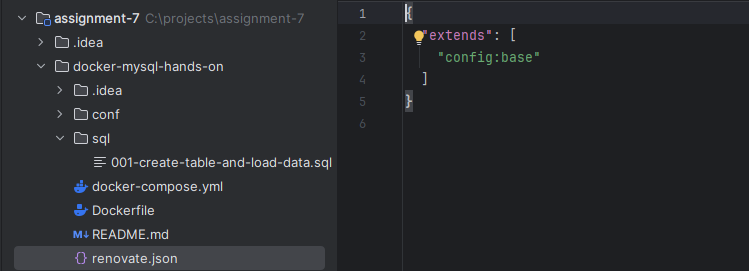 assignment-7 C:\projects\assignment-7
.idea
docker-mysql-hands-on
.idea
conf
sql
001-create-table-and-load-data.sql
docker-compose.yml
Dockerfile
M↓ README.md
{} renovate.json
1 {
2 "extends": [
3 "config:base"
4 ]
5 }
6